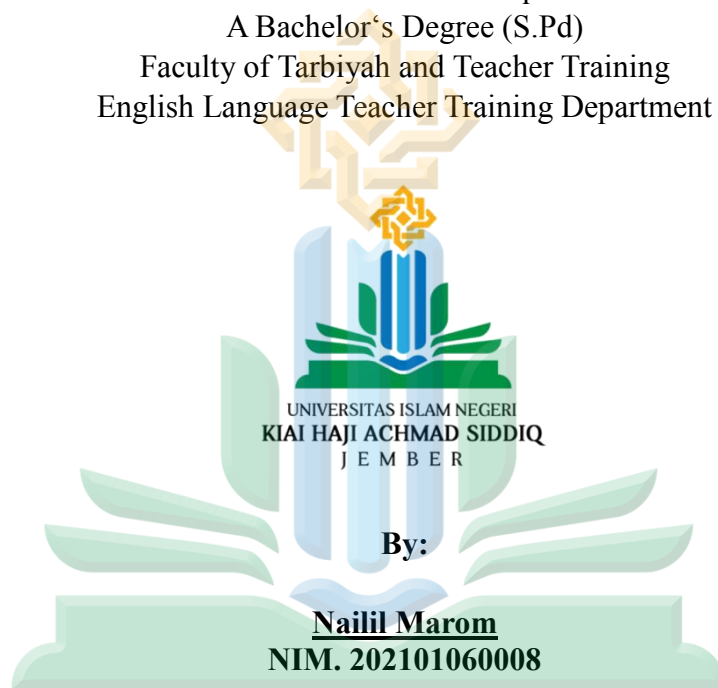 A Bachelor‘s Degree (S.Pd)
Faculty of Tarbiyah and Teacher Training
English Language Teacher Training Department
UNIVERSITAS ISLAM NEGERI
KIAI HAJI ACHMAD SIDDIQ
JEMBER
By:
Nailil Marom
NIM. 202101060008